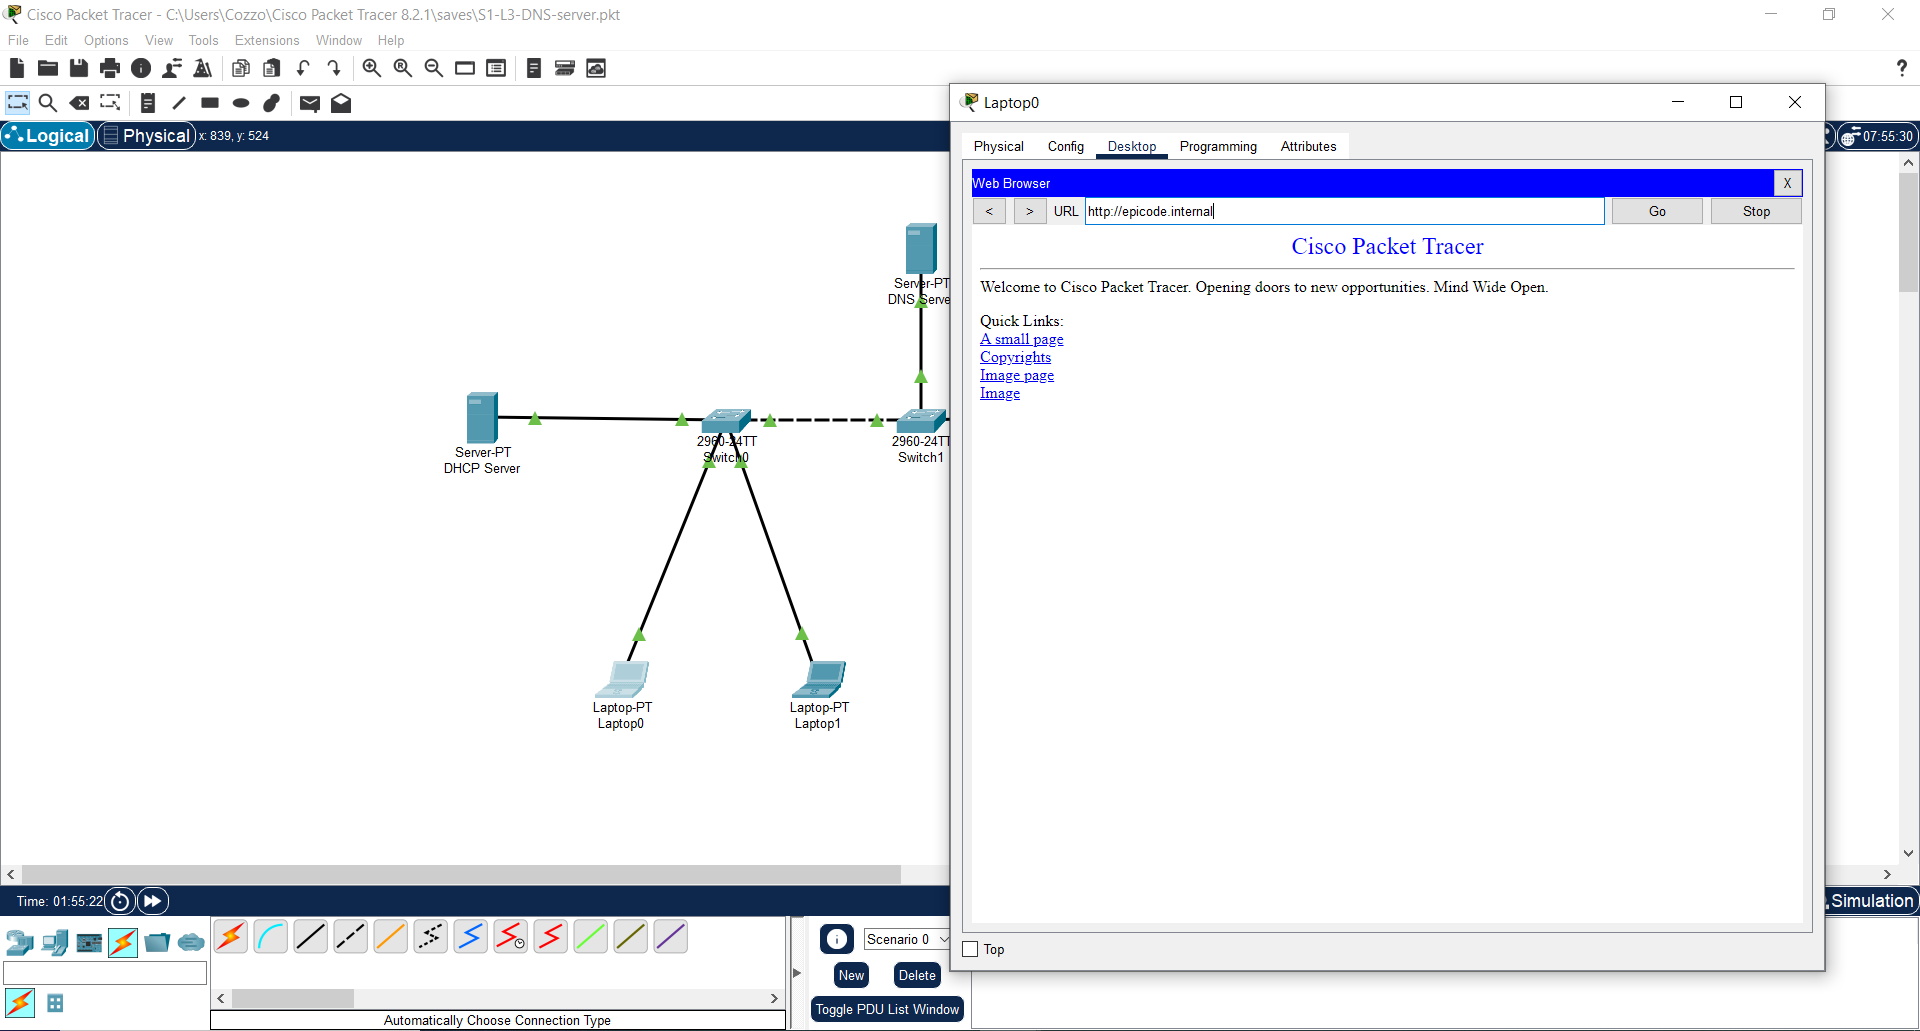 Cisco Packet Tracer - C:\Users\Cozzo\Cisco Packet Tracer 8.2.1\saves\S1-L3-DNS-server.pkt
File Edit Options View Tools Extensions Window Help
?
Logical Physical x: 839, y: 524
07:55:30
Server-PT
DNS Serve
Server-PT
DHCP Server
2960-24TT
Switch0
2960-24TT
Switch1
Laptop-PT
Laptop0
Laptop-PT
Laptop1
Laptop0
Physical Config Desktop Programming Attributes
Web Browser X
< > URL http://epicode.internal Go Stop
Cisco Packet Tracer
Welcome to Cisco Packet Tracer. Opening doors to new opportunities. Mind Wide Open.
Quick Links:
A small page
Copyrights
Image page
Image
Top
Time: 01:55:22
Simulation
Scenario 0
New Delete
Toggle PDU List Window
Automatically Choose Connection Type